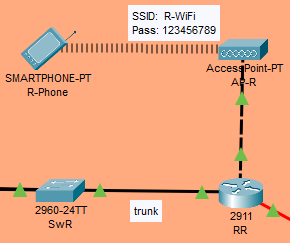 SSID: R-WiFi
Pass: 123456789
SMARTPHONE-PT
R-Phone
AccessPoint-PT
AP-R
2960-24TT
SwR
trunk
2911
RR